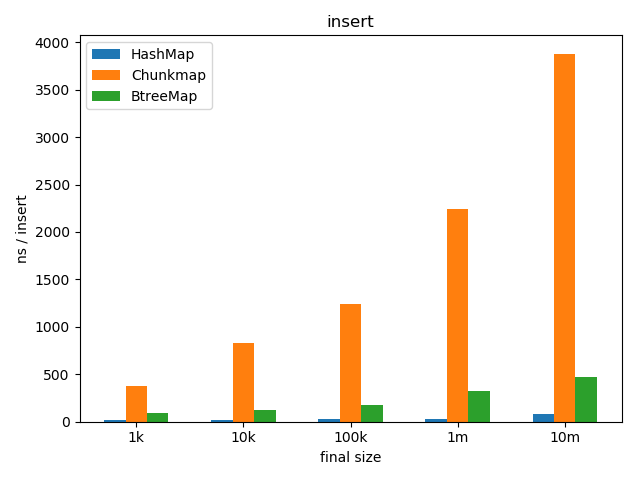 insert
HashMap
Chunkmap
BtreeMap
4000
3500
3000
2500
2000
1500
1000
500
0
ns / insert
1k 10k 100k 1m 10m
final size